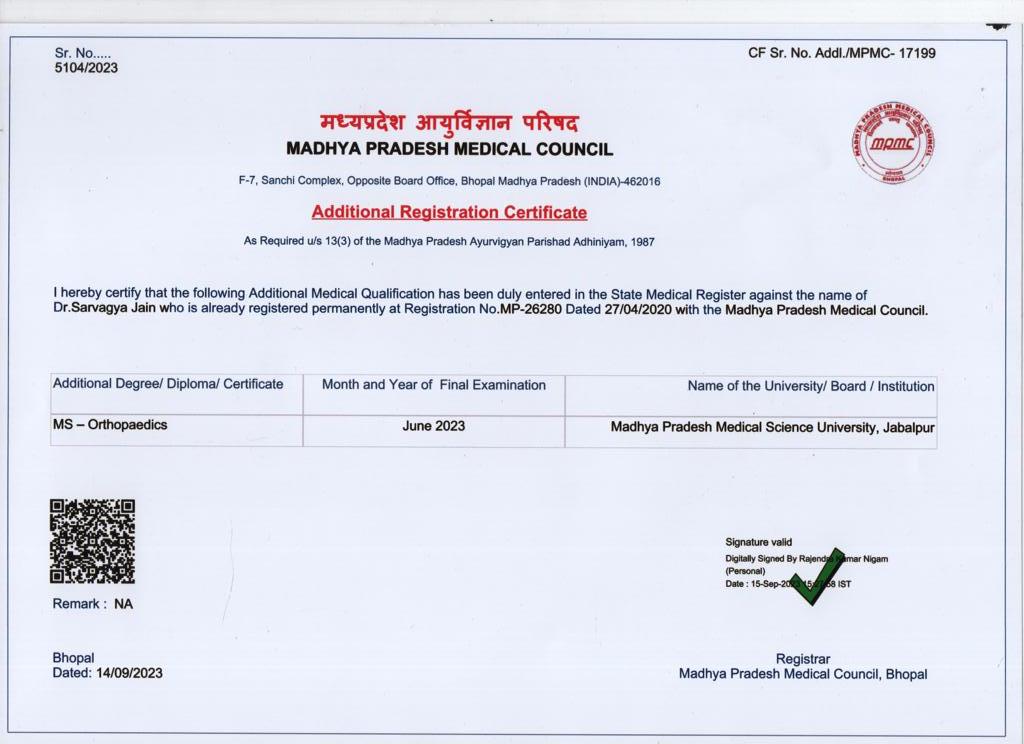 Sr. No.....
5104/2023
CF Sr. No. Addl./MPMC- 17199
मध्यप्रदेश आयुर्विज्ञान परिषद
MADHYA PRADESH MEDICAL COUNCIL
MADHYA PRADESH MEDICAL COUNCIL
mpmc
BHOPAL
F-7, Sanchi Complex, Opposite Board Office, Bhopal Madhya Pradesh (INDIA)-462016
Additional Registration Certificate
As Required u/s 13(3) of the Madhya Pradesh Ayurvigyan Parishad Adhiniyam, 1987
I hereby certify that the following Additional Medical Qualification has been duly entered in the State Medical Register against the name of
Dr.Sarvagya Jain who is already registered permanently at Registration No.MP-26280 Dated 27/04/2020 with the Madhya Pradesh Medical Council.
Additional Degree/ Diploma/ Certificate
Month and Year of Final Examination
Name of the University/ Board / Institution
MS – Orthopaedics
June 2023
Madhya Pradesh Medical Science University, Jabalpur
Signature valid
Digitally Signed By Rajendra Kumar Nigam
(Personal)
Date : 15-Sep-2023 IST
Remark : NA
Bhopal
Dated: 14/09/2023
Registrar
Madhya Pradesh Medical Council, Bhopal